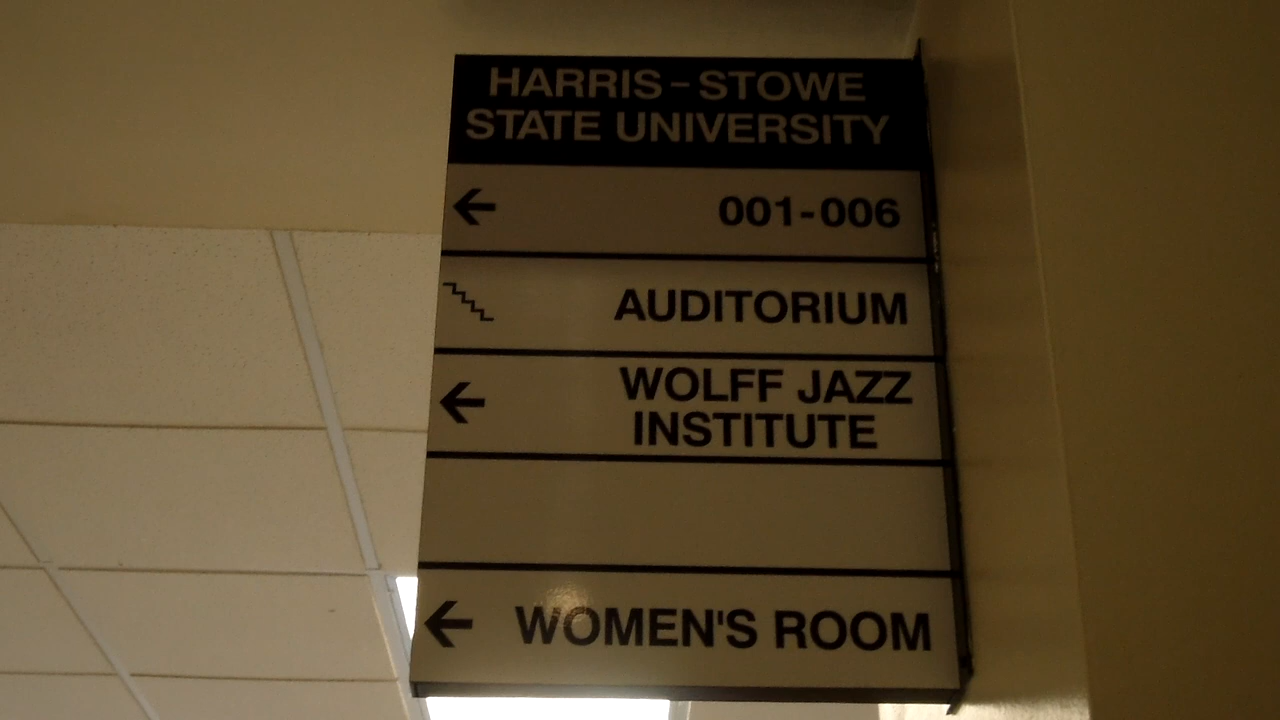 HARRIS-STOWE
STATE UNIVERSITY
← 001-006
AUDITORIUM
← WOLFF JAZZ
INSTITUTE
← WOMEN'S ROOM